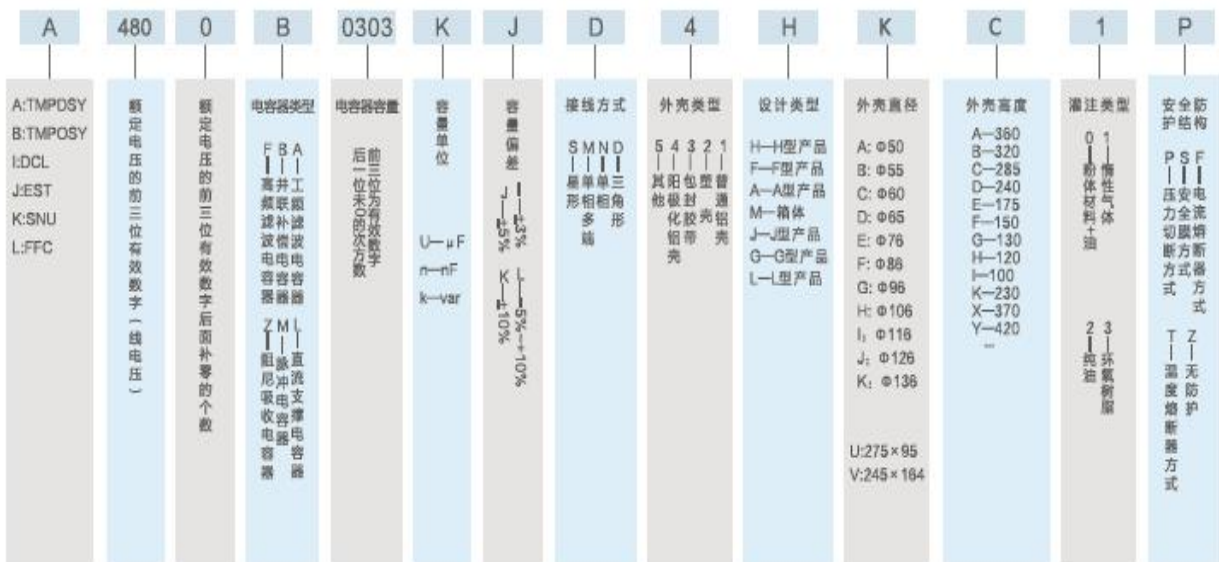 A 480 0 B 0303 K J D 4 H K C 1 P
A:TMPDSY
B:TMPOSY
I:DCL
J:EST
K:SNU
L:FFC
额定电压的前三位有效数字(线电压)
额定电压的前三位有效数字后面补零的个数
电容器类型
A—工频滤波电容器
B—并联补偿电容器
F—高频滤波电容器
L—直流支撑电容器
M—脉冲电容器
Z—阻尼吸收电容器
电容器容量
前三位为有效数字
后一位未0的次方数
容量单位
U—μF
n—nF
k—var
容量偏差
I—±3%
J—±5%
L—-5%~+10%
K—±10%
接线方式
D—三角形
N—单相
M—单相多端
S—星形
外壳类型
1—普通铝壳
2—塑壳
3—包封胶带
4—阳极化铝壳
5—其他
设计类型
H—H型产品
F—F型产品
A—A型产品
M—箱体
J—J型产品
G—G型产品
L—L型产品
外壳直径
A: Φ50
B: Φ55
C: Φ60
D: Φ65
E: Φ76
F: Φ86
G: Φ96
H: Φ106
I: Φ116
J: Φ126
K: Φ136
U:275×95
V:245×164
外壳高度
A—360
B—320
C—285
D—240
E—175
F—150
G—130
H—120
I—100
K—230
X—370
Y—420
...
灌注类型
1—惰性气体
0—粉体材料+油
3—环氧树脂
2—纯油
安全防护结构
F—电流熔断器方式
S—安全膜方式
P—压力切断方式
Z—无防护
T—温度熔断器方式